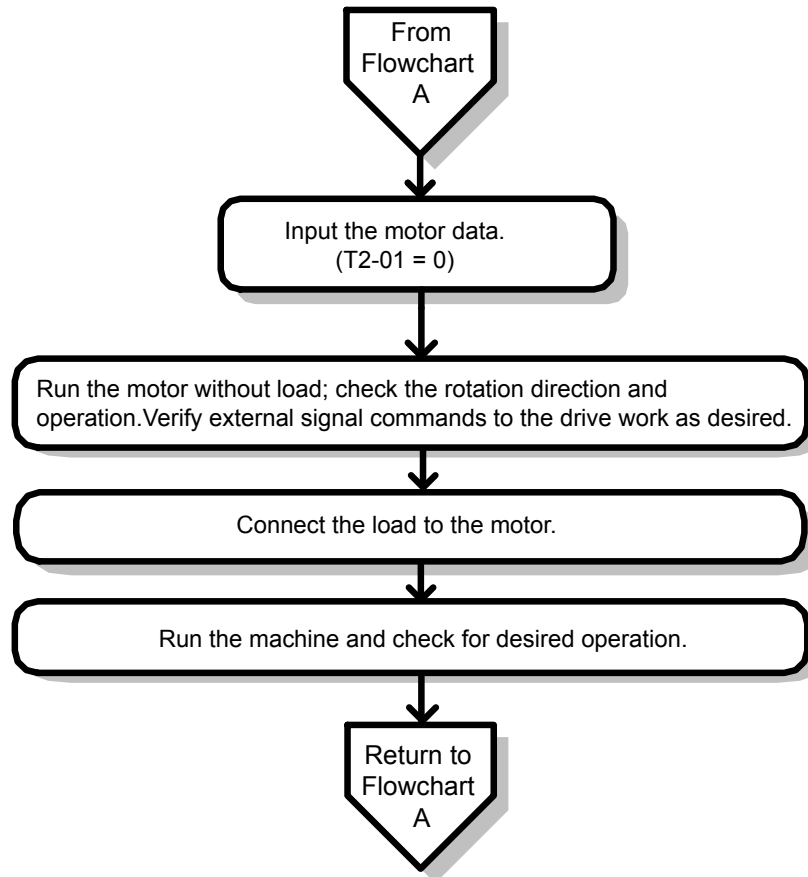 From
Flowchart
A
Input the motor data.
(T2-01 = 0)
Run the motor without load; check the rotation direction and
operation.Verify external signal commands to the drive work as desired.
Connect the load to the motor.
Run the machine and check for desired operation.
Return to
Flowchart
A